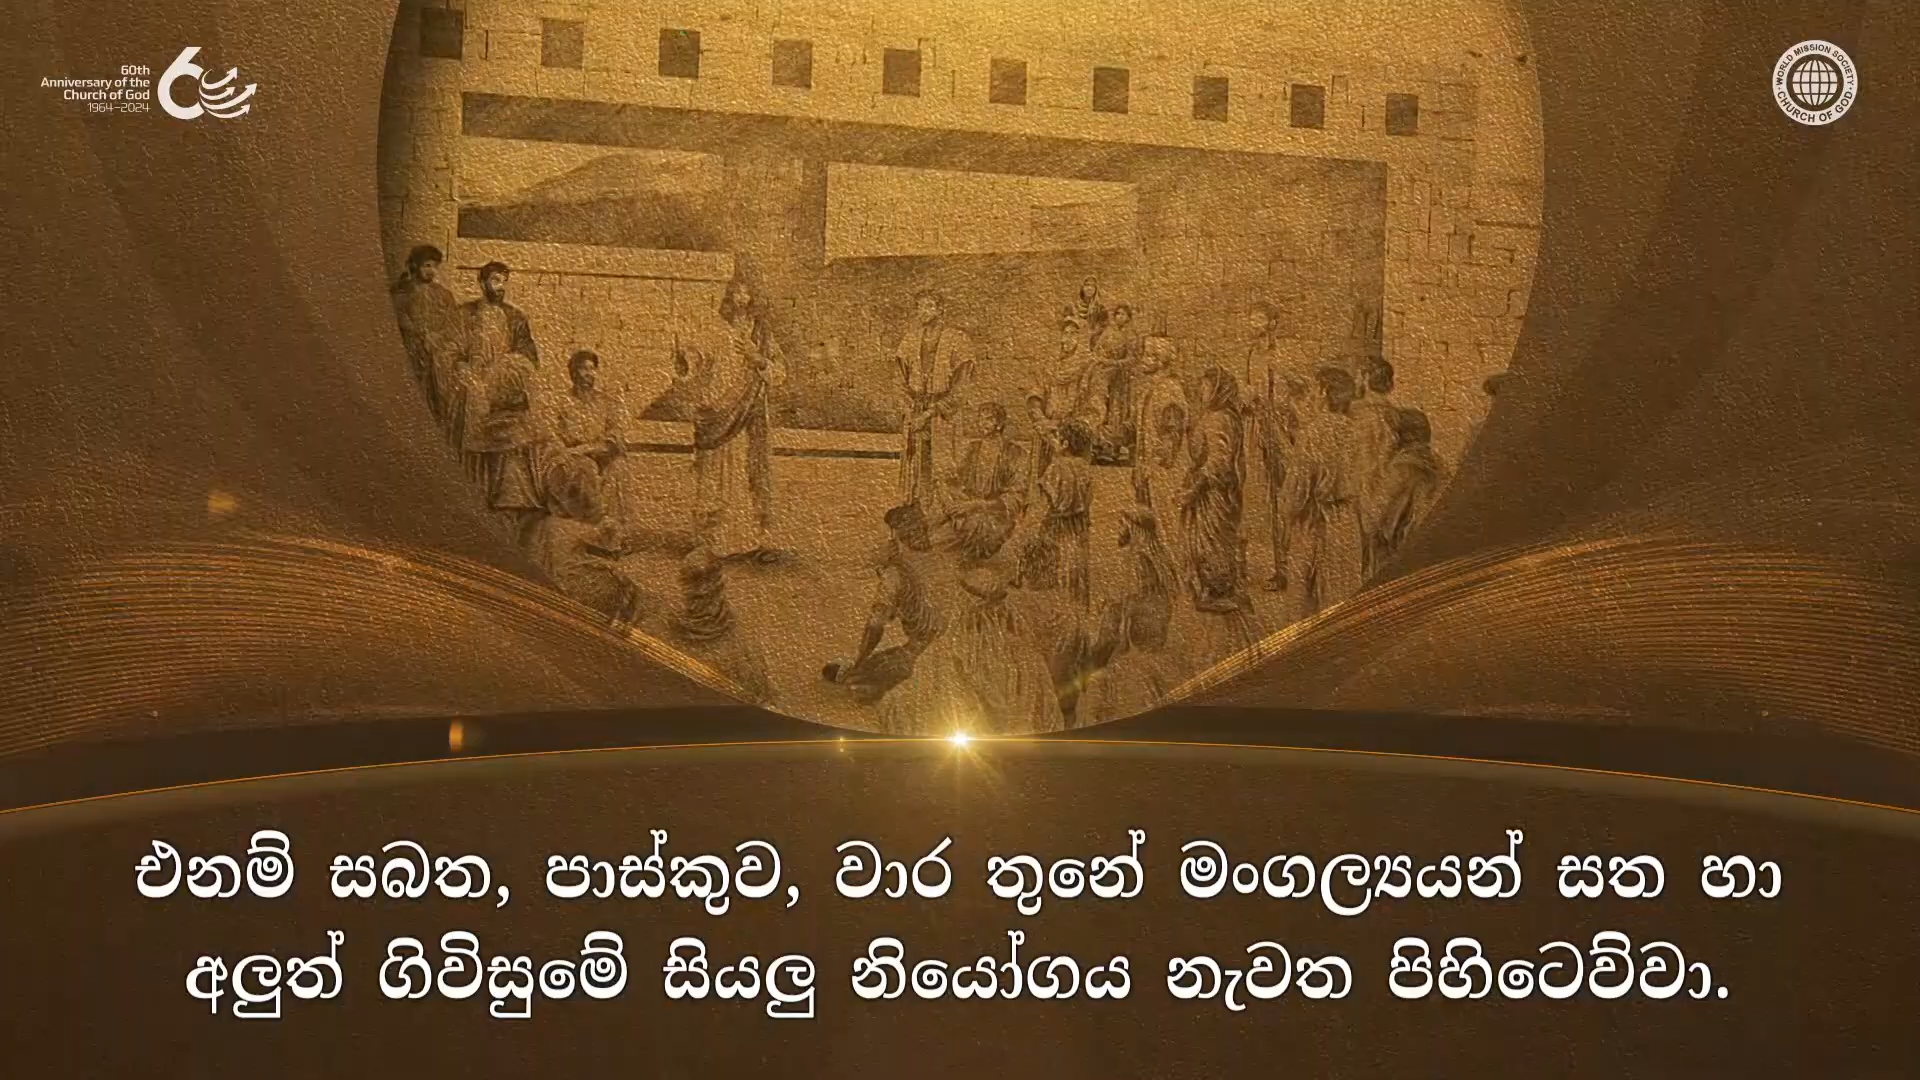 60th
Anniversary of the
Church of God
1964–2024
60
WORLD MISSION SOCIETY
CHURCH OF GOD
එනම් සබත, පාස්කුව, වාර තුනේ මංගල්‍යයන් සත හා
අලුත් ගිවිසුමේ සියලු නියෝගය නැවත පිහිටෙව්වා.